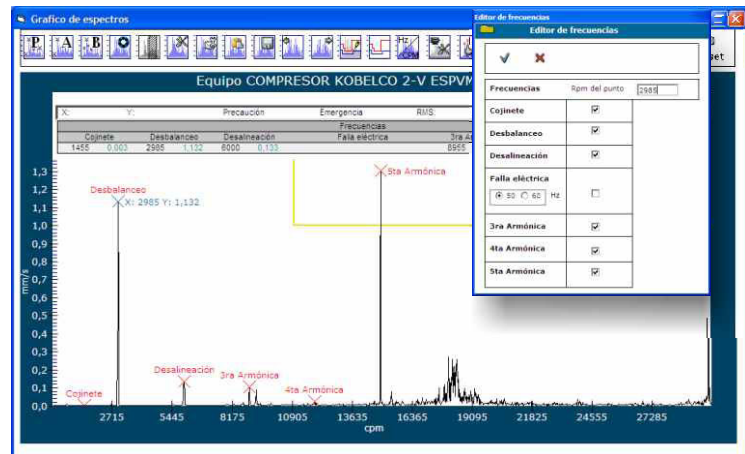 Grafico de espectros
Equipo COMPRESOR KOBELCO 2-V ESPVM
X: Y: Precaución Emergencia RMS:
Frecuencias
Cojinete Desbalanceo Desalineación Falla eléctrica 3ra A
1455 0,003 2985 1,132 6000 0,133 8955
1,3
1,2
1,1
1,0
0,9
0,8
0,7
0,6
0,5
0,4
0,3
0,2
0,1
0,0
mm/s
Desbalanceo
X: 2985 Y: 1,132
5ta Armónica
Desalineación
3ra Armónica
4ta Armónica
Cojinete
2715 5445 8175 10905 13635 16365 19095 21825 24555 27285
cpm
Editor de frecuencias
Editor de frecuencias
Frecuencias Rpm del punto 2985
Cojinete
Desbalanceo
Desalineación
Falla eléctrica
50 60 Hz
3ra Armónica
4ta Armónica
5ta Armónica